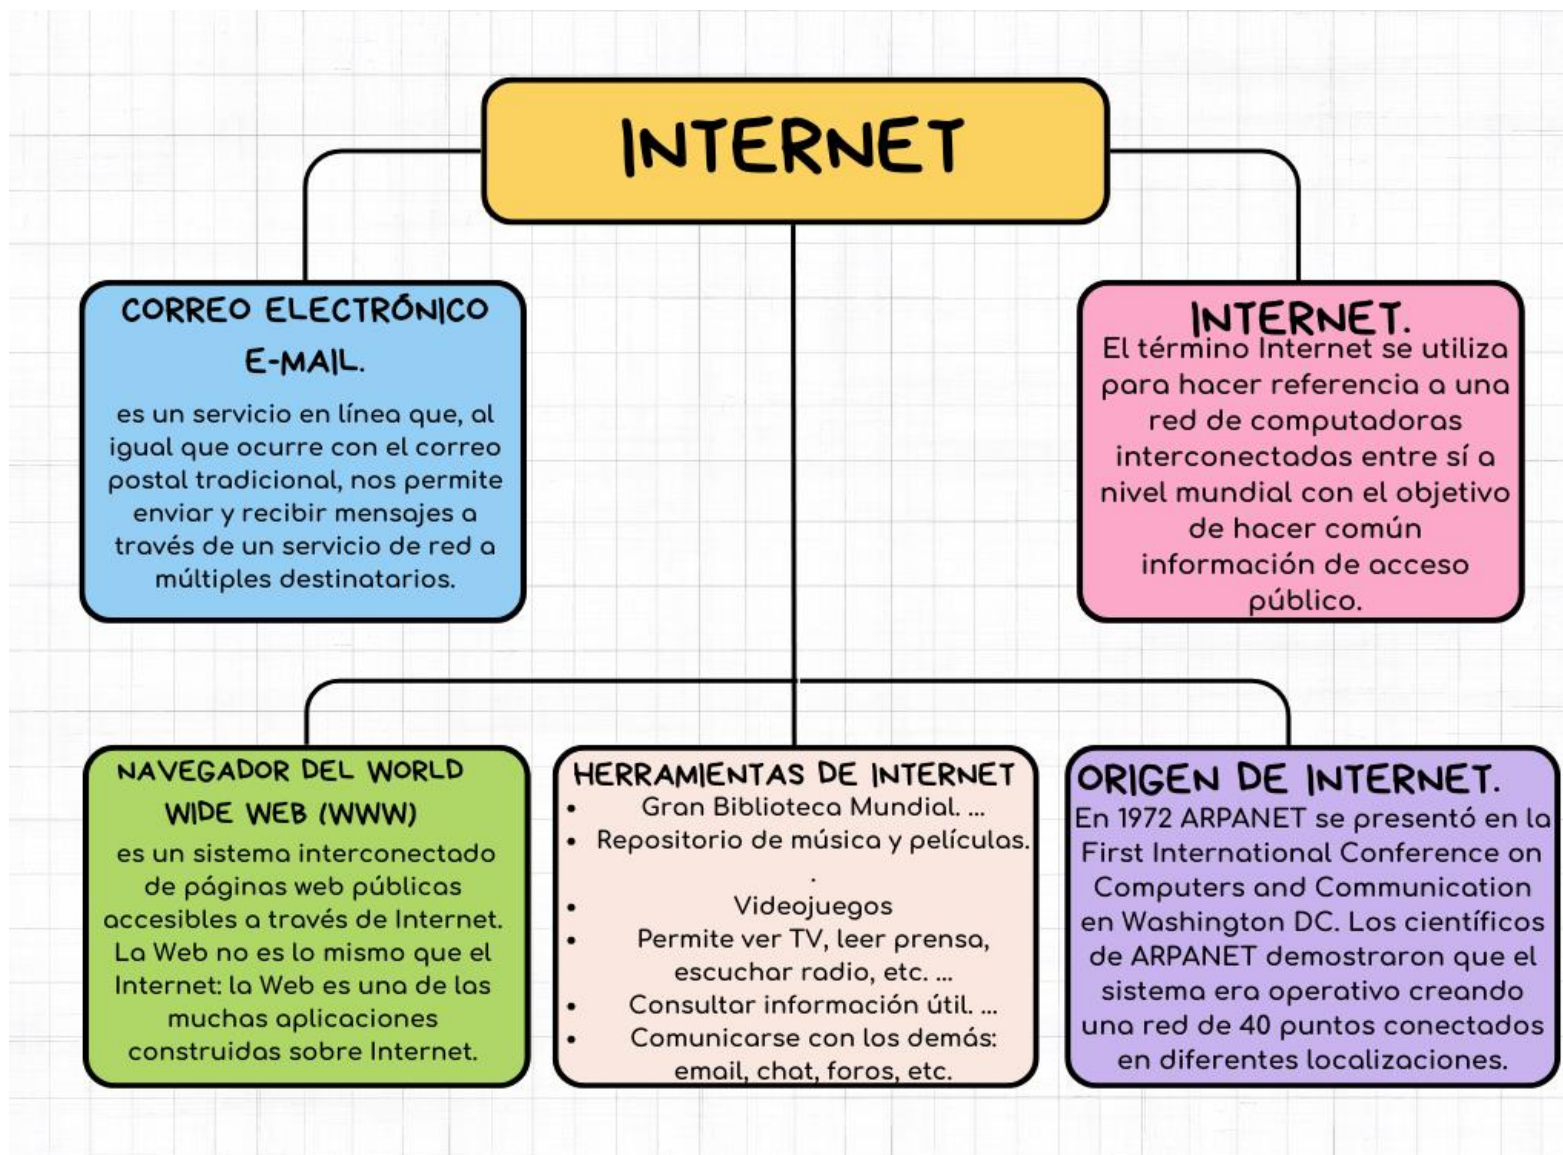 INTERNET
CORREO ELECTRÓNICO
E-MAIL.
es un servicio en línea que, al
igual que ocurre con el correo
postal tradicional, nos permite
enviar y recibir mensajes a
través de un servicio de red a
múltiples destinatarios.
INTERNET.
El término Internet se utiliza
para hacer referencia a una
red de computadoras
interconectadas entre sí a
nivel mundial con el objetivo
de hacer común
información de acceso
público.
NAVEGADOR DEL WORLD
WIDE WEB (WWW)
es un sistema interconectado
de páginas web públicas
accesibles a través de Internet.
La Web no es lo mismo que el
Internet: la Web es una de las
muchas aplicaciones
construidas sobre Internet.
HERRAMIENTAS DE INTERNET
• Gran Biblioteca Mundial. ...
• Repositorio de música y películas.
.
• Videojuegos
• Permite ver TV, leer prensa,
escuchar radio, etc. ...
• Consultar información útil. ...
• Comunicarse con los demás:
email, chat, foros, etc.
ORIGEN DE INTERNET.
En 1972 ARPANET se presentó en la
First International Conference on
Computers and Communication
en Washington DC. Los científicos
de ARPANET demostraron que el
sistema era operativo creando
una red de 40 puntos conectados
en diferentes localizaciones.